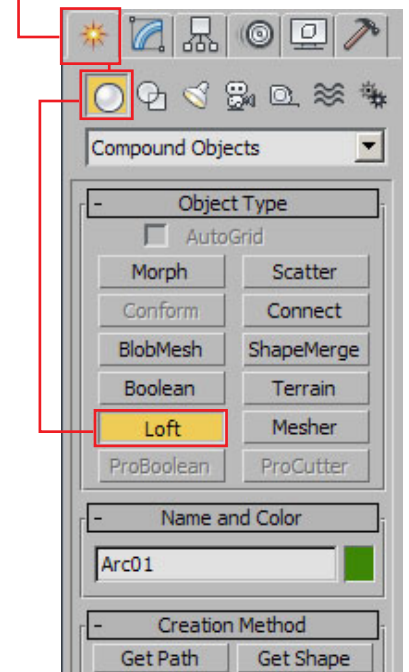 Compound Objects
- Object Type
AutoGrid
Morph Scatter
Conform Connect
BlobMesh ShapeMerge
Boolean Terrain
Loft Mesher
ProBoolean ProCutter
- Name and Color
Arc01
- Creation Method
Get Path Get Shape